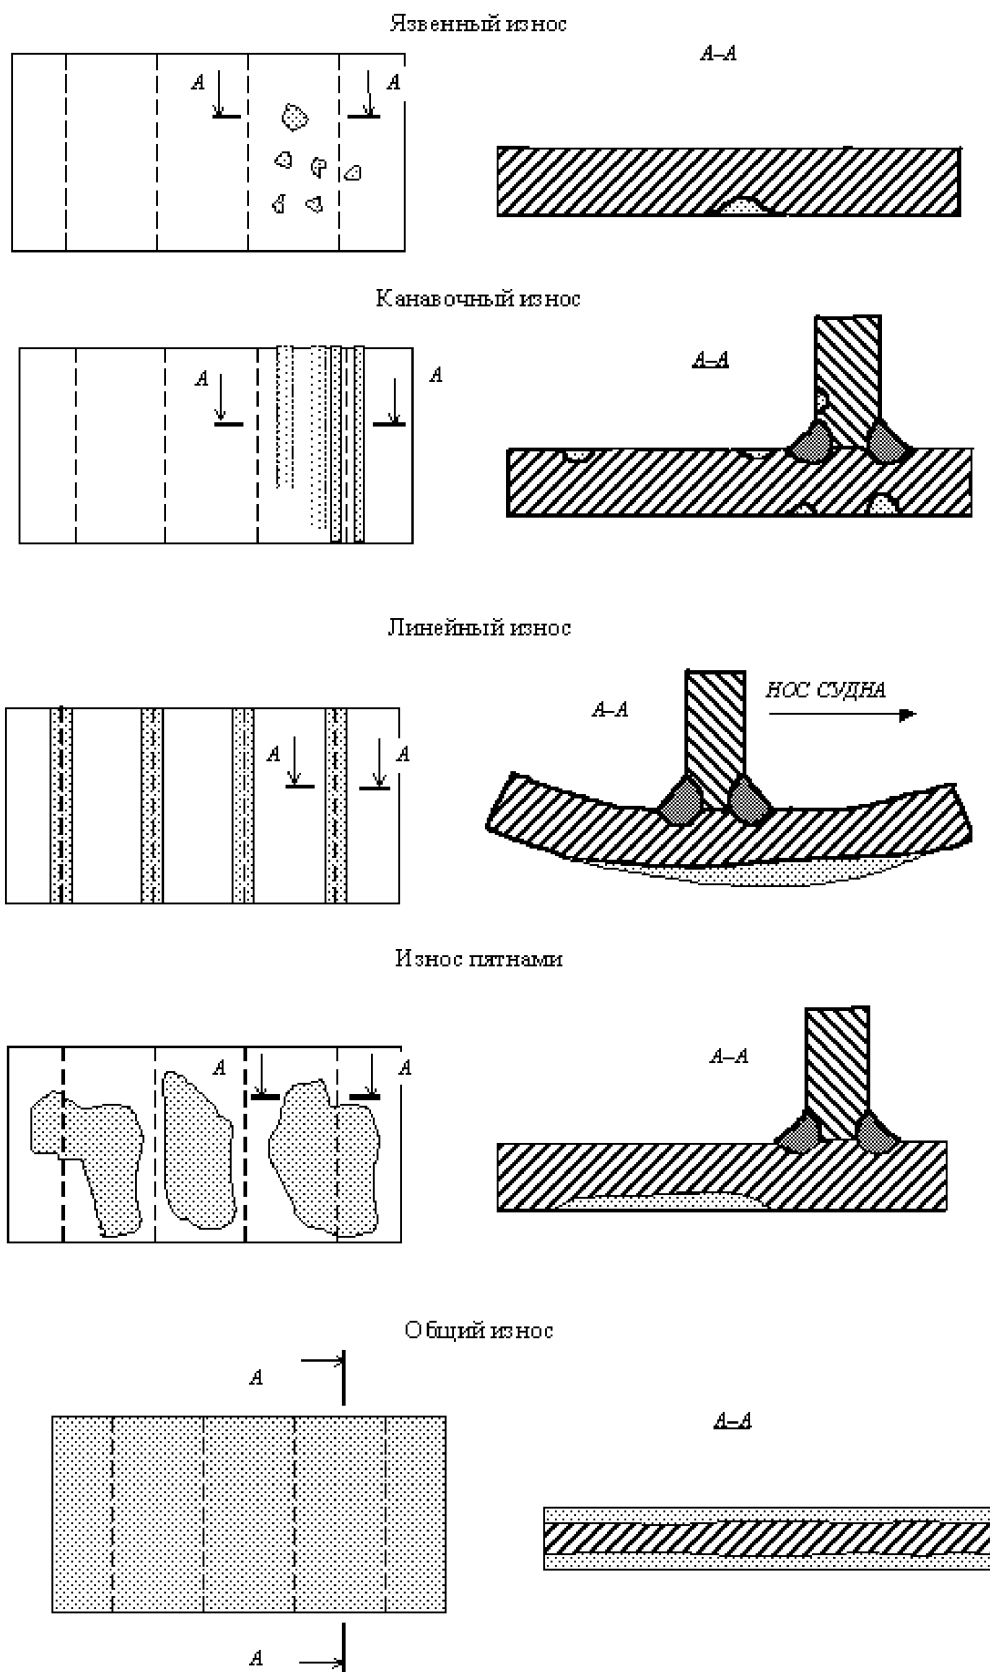 Язвенный износ
А–А
А
А
Канавочный износ
А–А
А
А
Линейный износ
НОС СУДНА
А–А
А
А
Износ пятнами
А–А
А
А
Общий износ
А
А–А
А